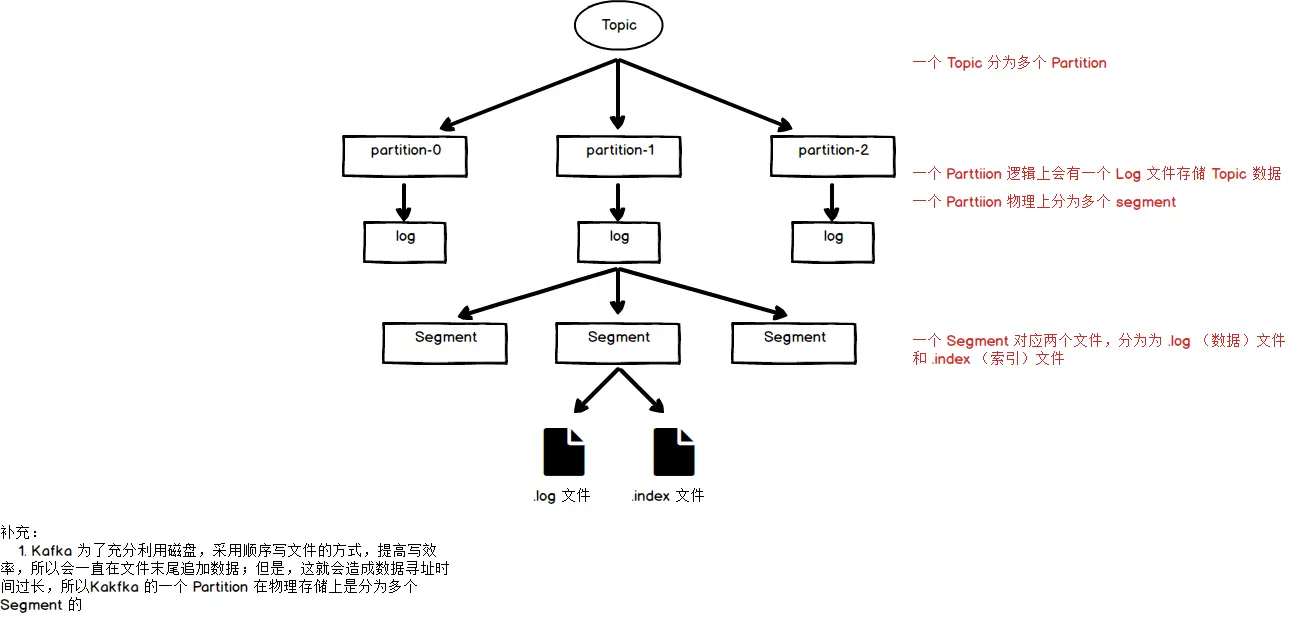 Topic
一个 Topic 分为多个 Partition
partition-0
partition-1
partition-2
一个 Parttiion 逻辑上会有一个 Log 文件存储 Topic 数据
一个 Parttiion 物理上分为多个 segment
log
log
log
Segment
Segment
Segment
一个 Segment 对应两个文件，分为为 .log （数据）文件
和 .index （索引）文件
.log 文件
.index 文件
补充：
1. Kafka 为了充分利用磁盘，采用顺序写文件的方式，提高写效
率，所以会一直在文件末尾追加数据；但是，这就会造成数据寻址时
间过长，所以Kakfka 的一个 Partition 在物理存储上是分为多个
Segment 的